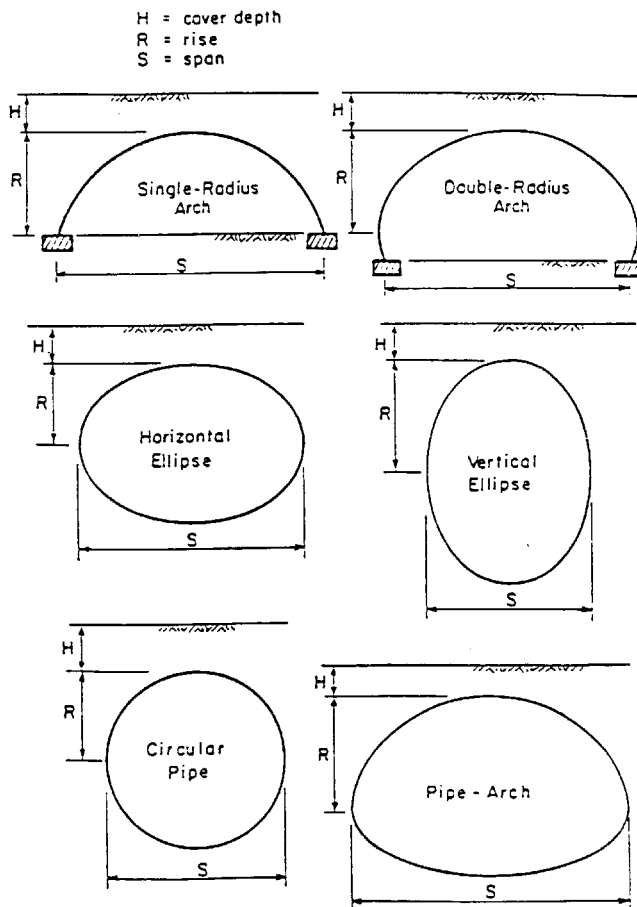 H = cover depth
R = rise
S = span
H
R
Single-Radius
Arch
S
H
R
Double-Radius
Arch
S
H
R
Horizontal
Ellipse
S
H
R
Vertical
Ellipse
S
H
R
Circular
Pipe
S
H
R
Pipe - Arch
S